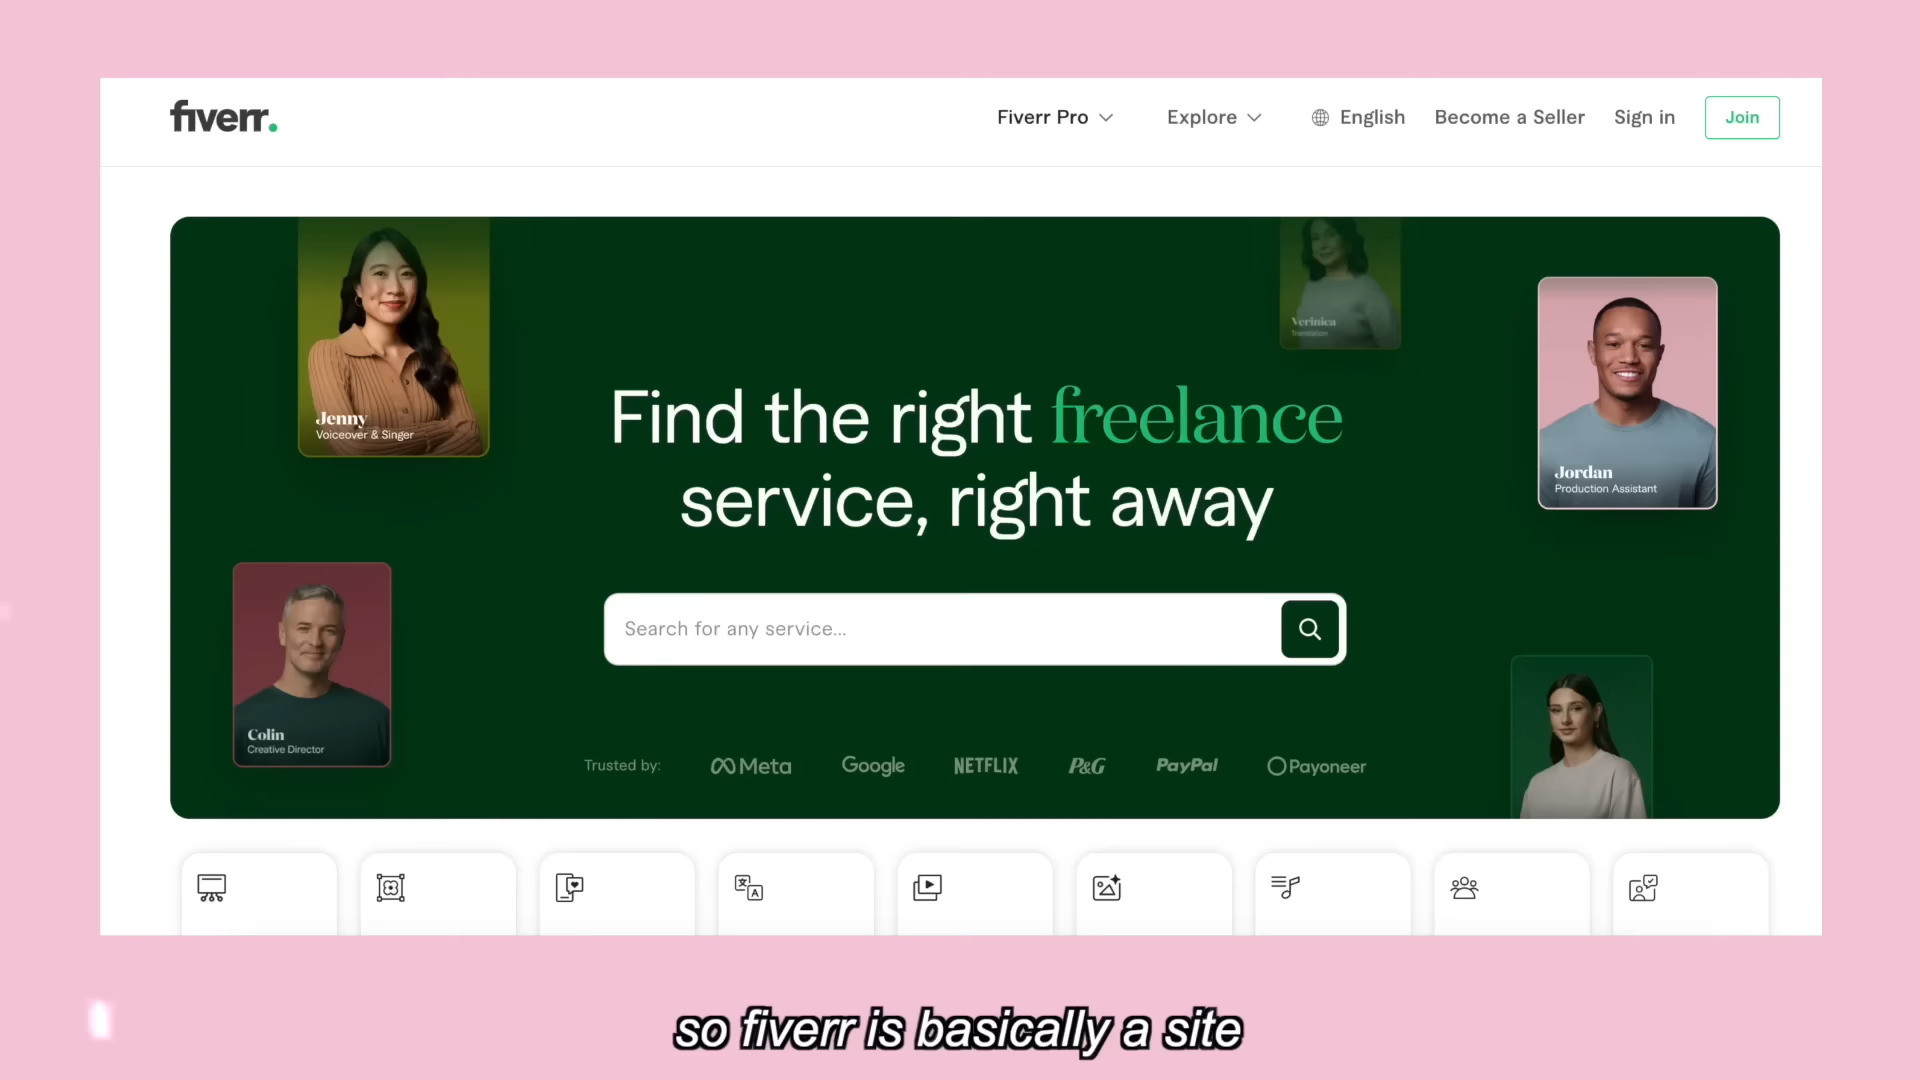 fiverr.
Fiverr Pro
Explore
English
Become a Seller
Sign in
Join
Jenny
Voiceover & Singer
Verinica
Translation
Jordan
Production Assistant
Find the right freelance
service, right away
Search for any service...
Colin
Creative Director
Trusted by:
Meta
Google
NETFLIX
P&G
PayPal
Payoneer
so fiverr is basically a site